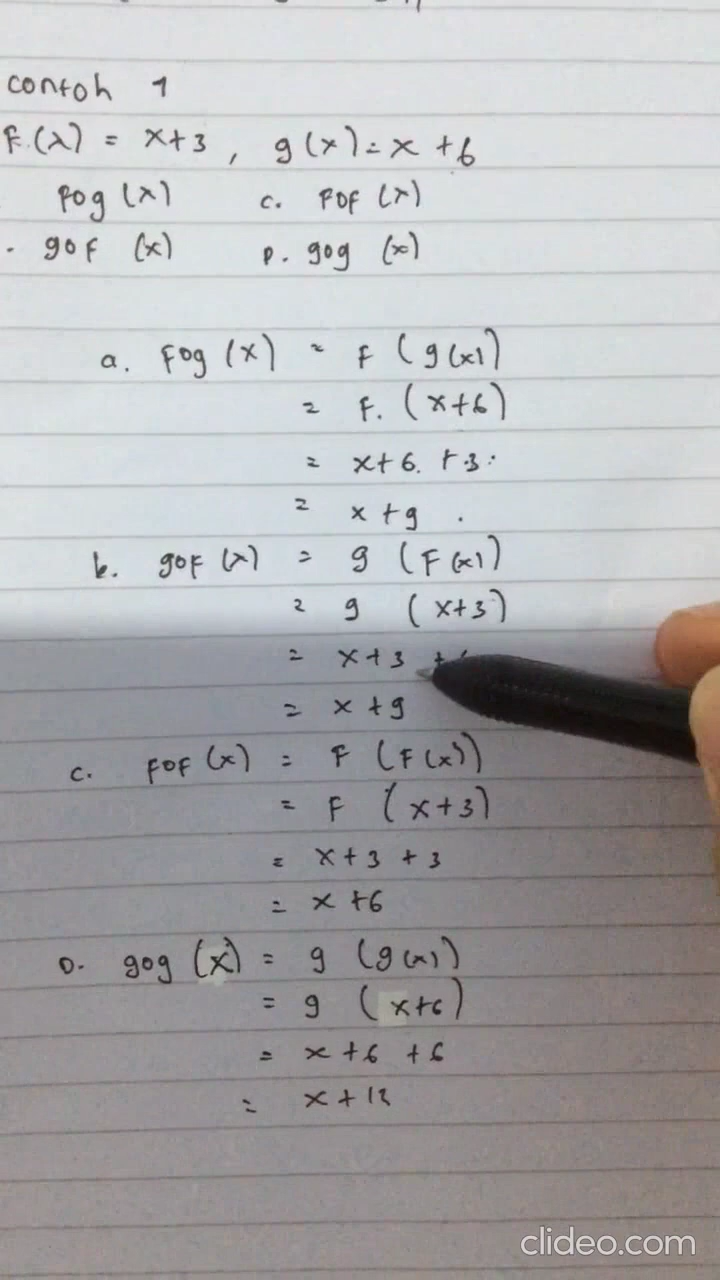 contoh 1
F.(x) = x+3, g(x) = x+6
fog (x) c. FOF (x)
. gof (x) D. gog (x)
a. Fog (x) = F (g(x))
= F. (x+6)
= x+6. +3.
= x+9.
b. gof (x) = g (F(x))
= g (x+3)
= x+3 +
= x+9
c. FOF (x) = F (F(x))
= F (x+3)
= x+3+3
= x+6
D. gog (x) = g (g(x))
= g (x+6)
= x+6+6
= x+12
clideo.com